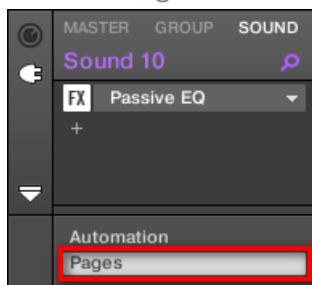 MASTER GROUP SOUND
Sound 10
FX Passive EQ
+
Automation
Pages